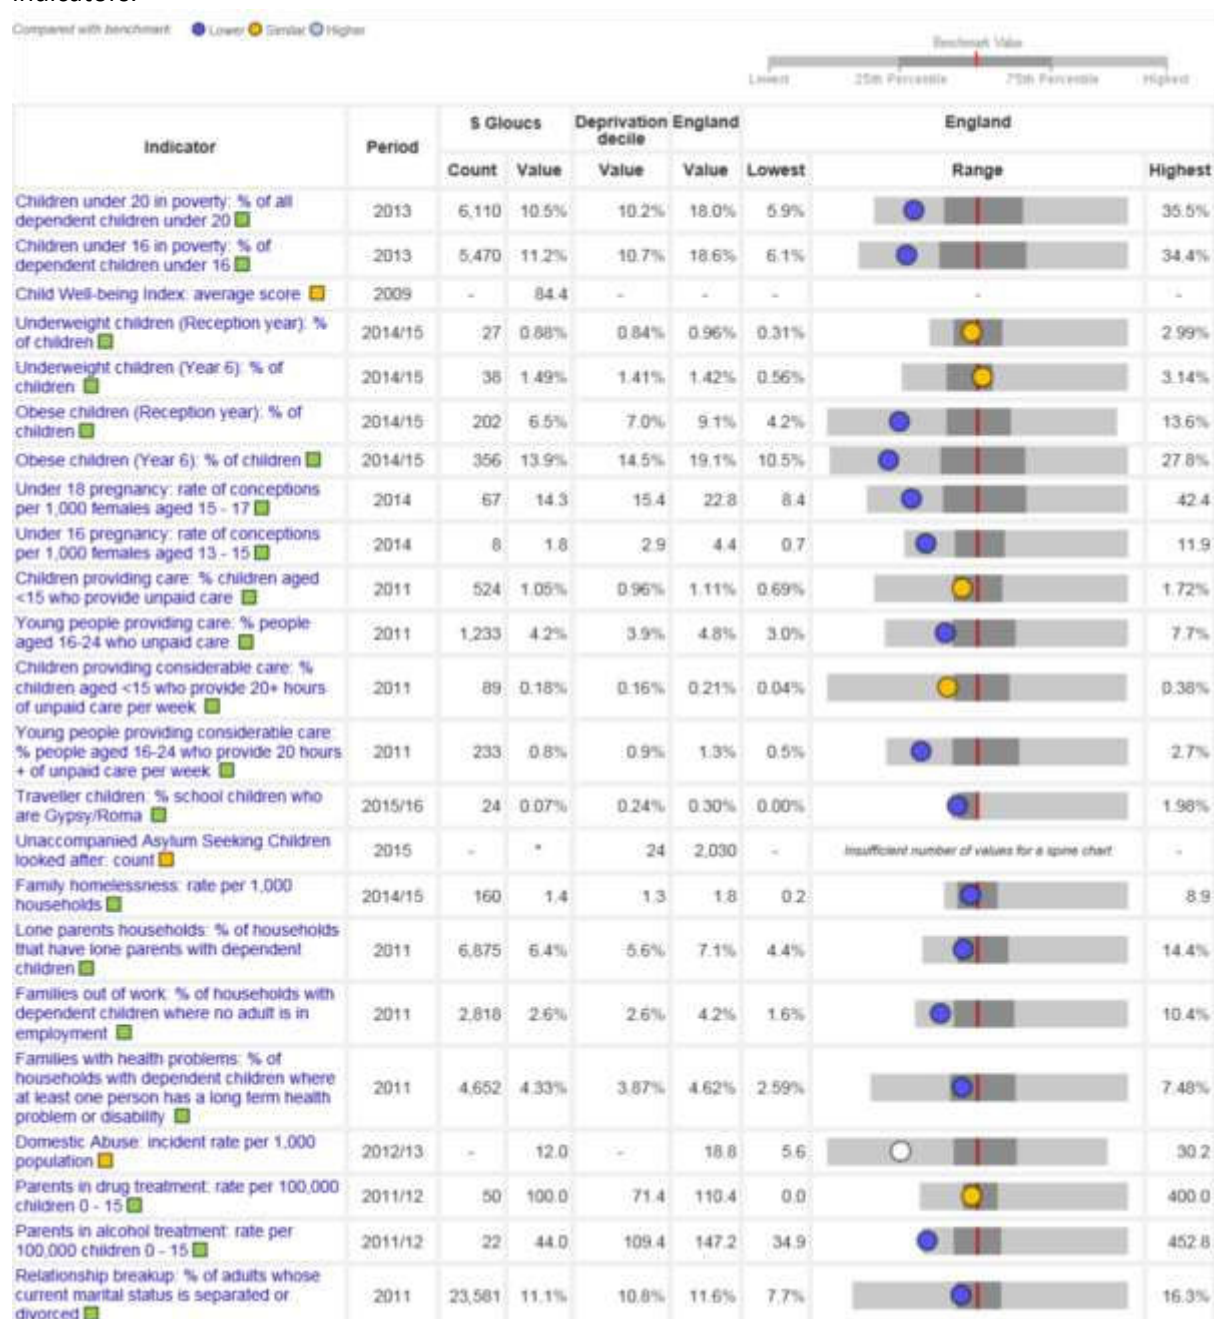 indicators.
Compared with benchmark: Lower Similar Higher
Benchmark Value
Lowest 25th Percentile 75th Percentile Highest
Indicator Period S Gloucs Deprivation decile England England
Count Value Value Value Lowest Range Highest
Children under 20 in poverty: % of all
dependent children under 20 2013 6,110 10.5% 10.2% 18.0% 5.9% 35.5%
Children under 16 in poverty: % of
dependent children under 16 2013 5,470 11.2% 10.7% 18.6% 6.1% 34.4%
Child Well-being Index: average score 2009 - 84.4 - - - - -
Underweight children (Reception year): %
of children 2014/15 27 0.88% 0.84% 0.96% 0.31% 2.99%
Underweight children (Year 6): % of
children 2014/15 38 1.49% 1.41% 1.42% 0.56% 3.14%
Obese children (Reception year): % of
children 2014/15 202 6.5% 7.0% 9.1% 4.2% 13.6%
Obese children (Year 6): % of children 2014/15 356 13.9% 14.5% 19.1% 10.5% 27.8%
Under 18 pregnancy: rate of conceptions
per 1,000 females aged 15 - 17 2014 67 14.3 15.4 22.8 8.4 42.4
Under 16 pregnancy: rate of conceptions
per 1,000 females aged 13 - 15 2014 8 1.8 2.9 4.4 0.7 11.9
Children providing care: % children aged
<15 who provide unpaid care 2011 524 1.05% 0.96% 1.11% 0.69% 1.72%
Young people providing care: % people
aged 16-24 who unpaid care 2011 1,233 4.2% 3.9% 4.8% 3.0% 7.7%
Children providing considerable care: %
children aged <15 who provide 20+ hours
of unpaid care per week 2011 89 0.18% 0.16% 0.21% 0.04% 0.38%
Young people providing considerable care:
% people aged 16-24 who provide 20 hours
+ of unpaid care per week 2011 233 0.8% 0.9% 1.3% 0.5% 2.7%
Traveller children: % school children who
are Gypsy/Roma 2015/16 24 0.07% 0.24% 0.30% 0.00% 1.98%
Unaccompanied Asylum Seeking Children
looked after: count 2015 - * 24 2,030 - Insufficient number of values for a spine chart -
Family homelessness: rate per 1,000
households 2014/15 160 1.4 1.3 1.8 0.2 8.9
Lone parents households: % of households
that have lone parents with dependent
children 2011 6,875 6.4% 5.6% 7.1% 4.4% 14.4%
Families out of work: % of households with
dependent children where no adult is in
employment 2011 2,818 2.6% 2.6% 4.2% 1.6% 10.4%
Families with health problems: % of
households with dependent children where
at least one person has a long term health
problem or disability 2011 4,652 4.33% 3.87% 4.62% 2.59% 7.48%
Domestic Abuse: incident rate per 1,000
population 2012/13 - 12.0 - 18.8 5.6 30.2
Parents in drug treatment: rate per 100,000
children 0 - 15 2011/12 50 100.0 71.4 110.4 0.0 400.0
Parents in alcohol treatment: rate per
100,000 children 0 - 15 2011/12 22 44.0 109.4 147.2 34.9 452.8
Relationship breakup: % of adults whose
current marital status is separated or
divorced 2011 23,581 11.1% 10.8% 11.6% 7.7% 16.3%